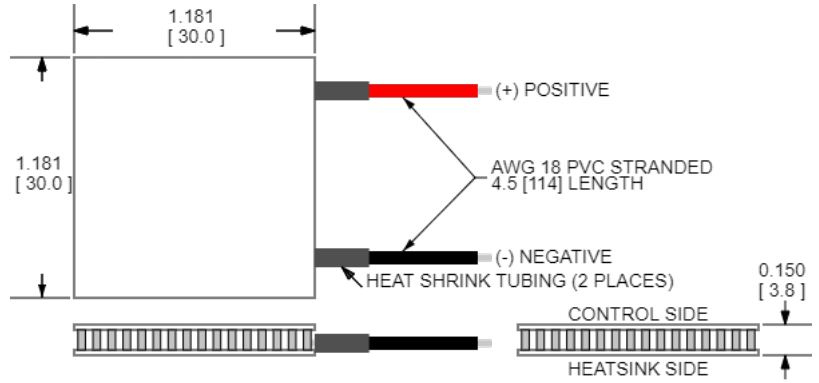 1.181
[ 30.0 ]
(+) POSITIVE
1.181
[ 30.0 ]
AWG 18 PVC STRANDED
4.5 [114] LENGTH
(-) NEGATIVE
HEAT SHRINK TUBING (2 PLACES)
0.150
[ 3.8 ]
CONTROL SIDE
HEATSINK SIDE